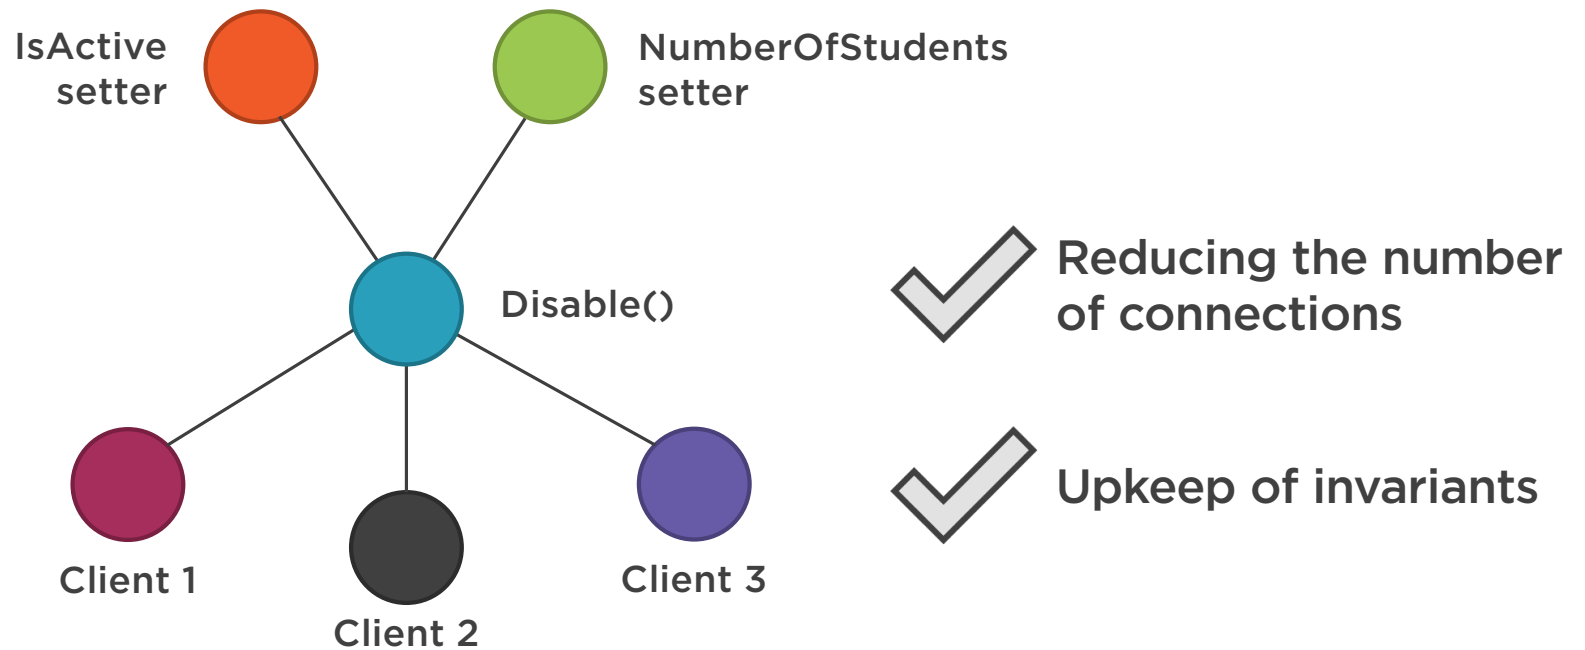 IsActive
setter
NumberOfStudents
setter
Disable()
Reducing the number
of connections
Upkeep of invariants
Client 1
Client 2
Client 3